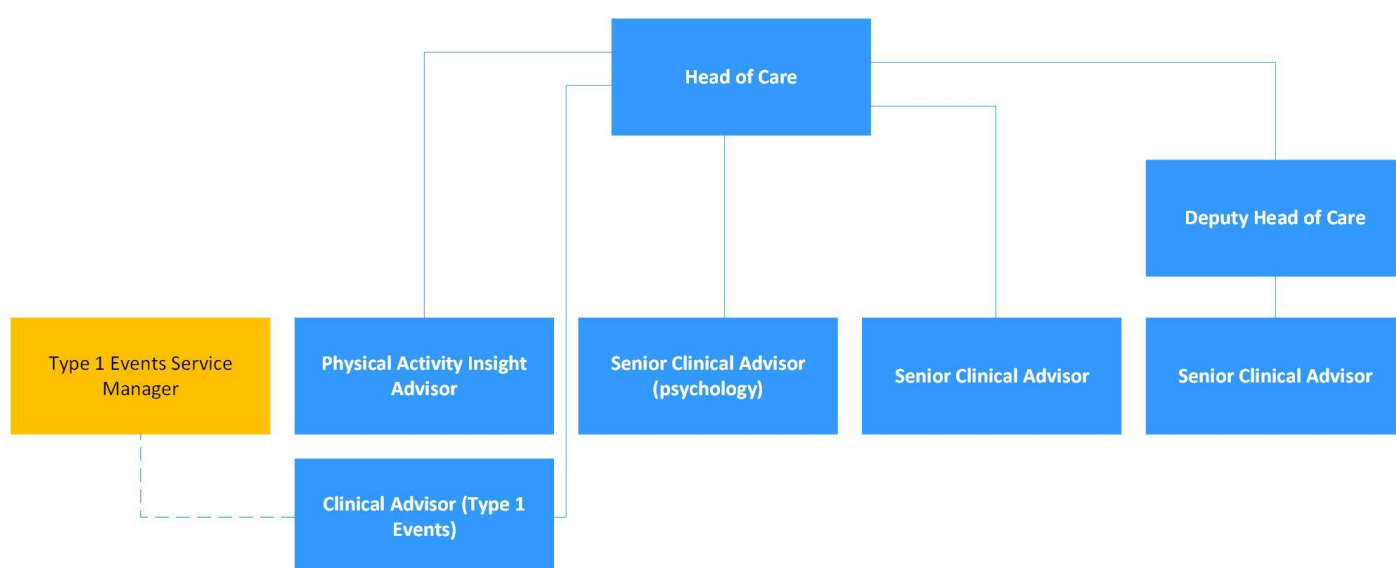 Head of Care
Deputy Head of Care
Type 1 Events Service
Manager
Physical Activity Insight
Advisor
Senior Clinical Advisor
(psychology)
Senior Clinical Advisor
Senior Clinical Advisor
Clinical Advisor (Type 1
Events)